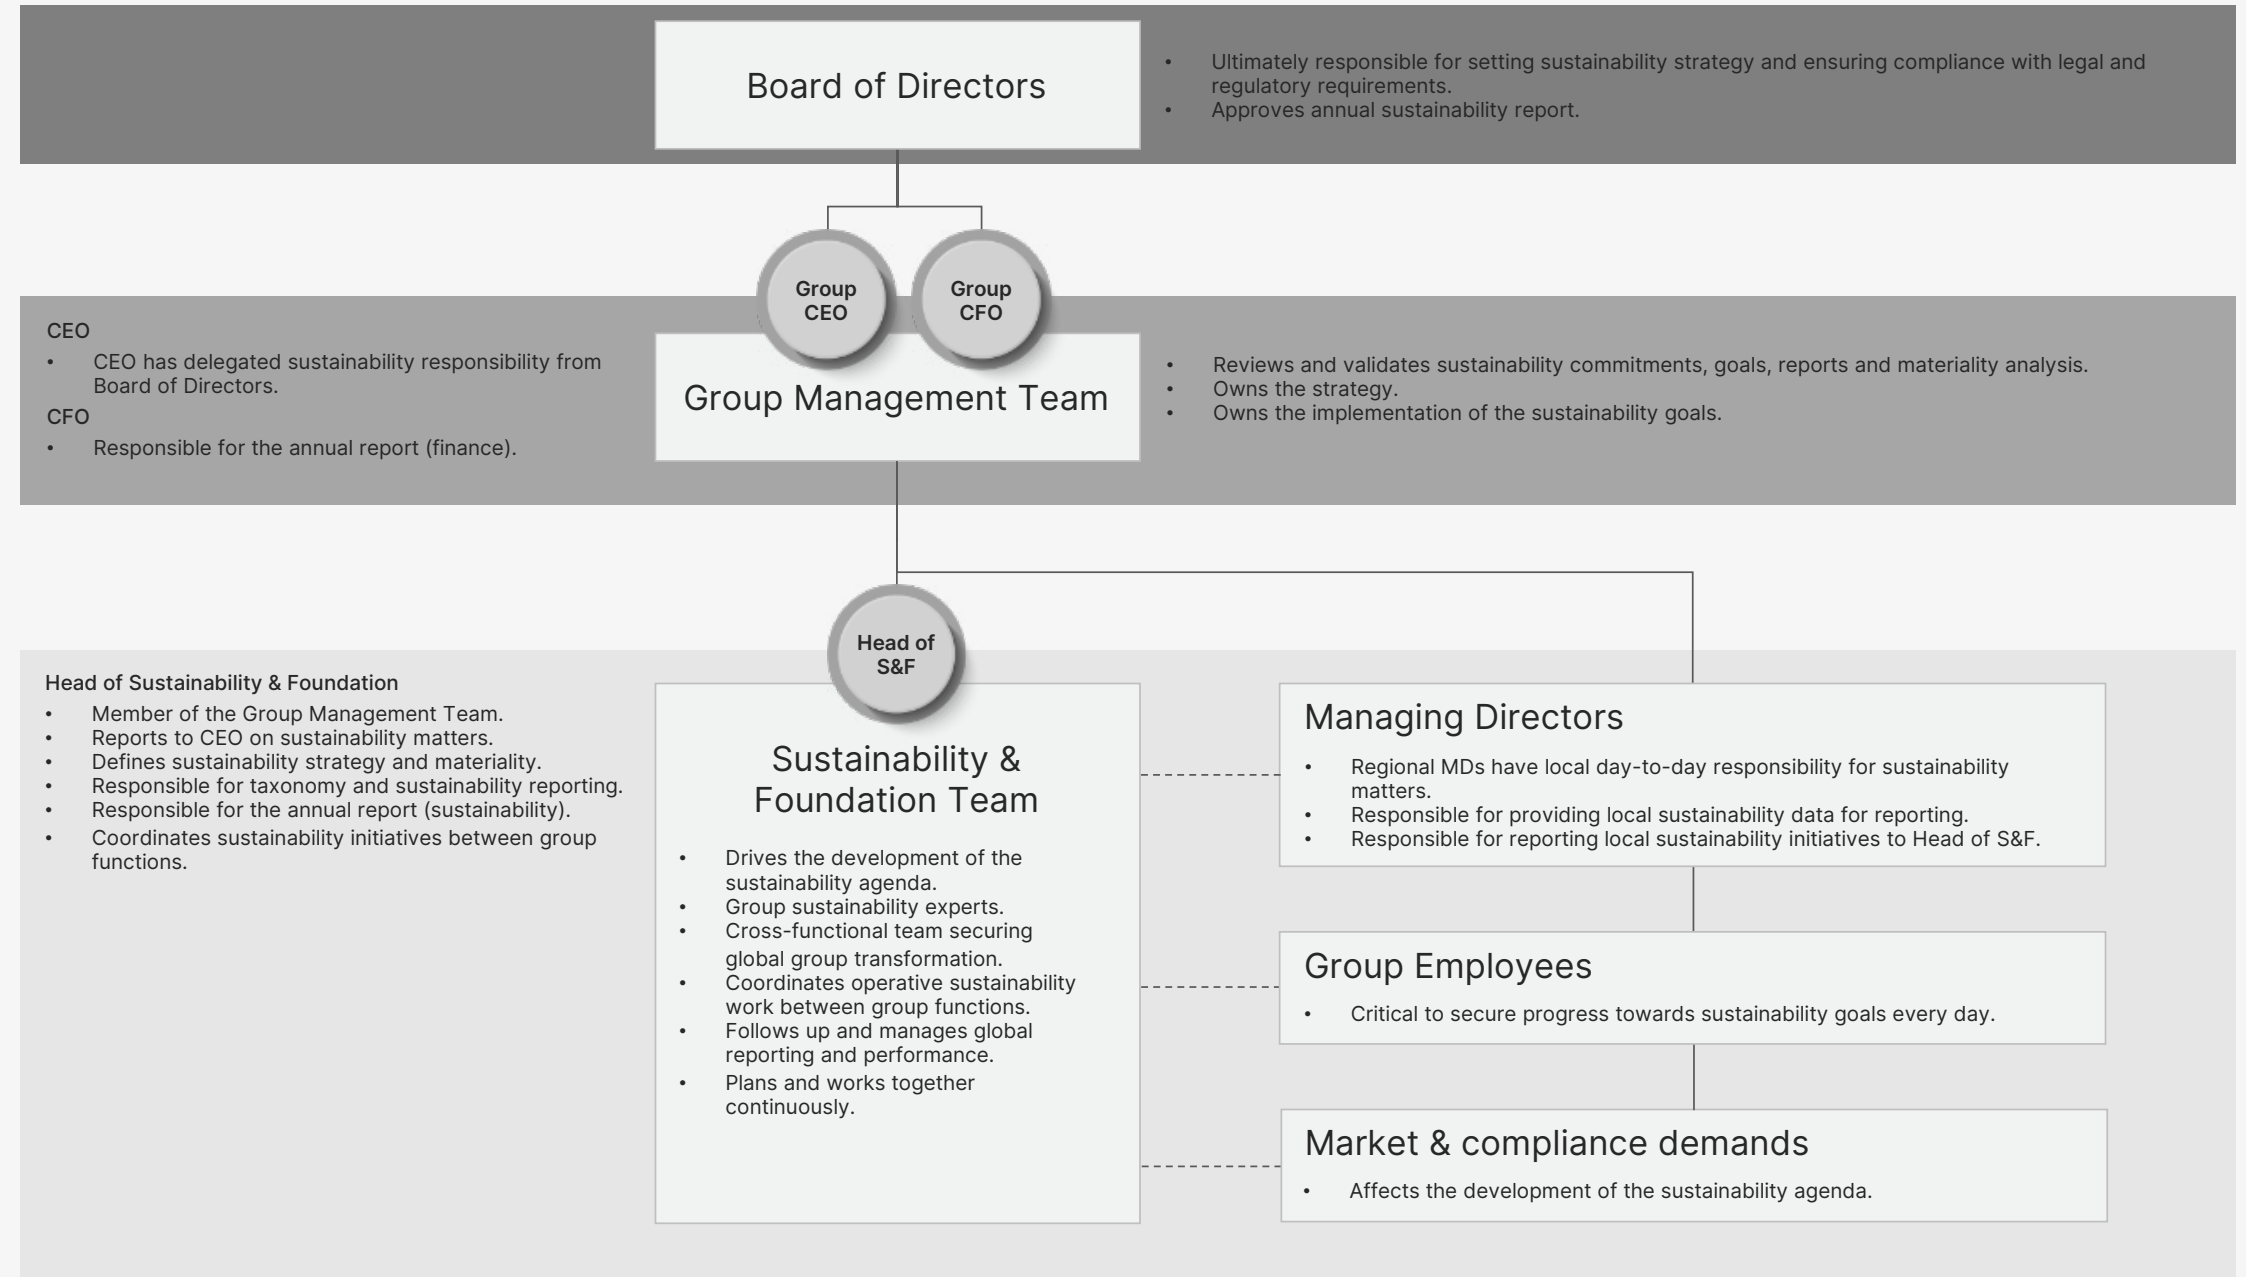 Board of Directors
• Ultimately responsible for setting sustainability strategy and ensuring compliance with legal and
regulatory requirements.
• Approves annual sustainability report.
Group
CEO
Group
CFO
CEO
• CEO has delegated sustainability responsibility from
Board of Directors.
CFO
• Responsible for the annual report (finance).
Group Management Team
• Reviews and validates sustainability commitments, goals, reports and materiality analysis.
• Owns the strategy.
• Owns the implementation of the sustainability goals.
Head of
S&F
Head of Sustainability & Foundation
• Member of the Group Management Team.
• Reports to CEO on sustainability matters.
• Defines sustainability strategy and materiality.
• Responsible for taxonomy and sustainability reporting.
• Responsible for the annual report (sustainability).
• Coordinates sustainability initiatives between group
functions.
Sustainability &
Foundation Team
• Drives the development of the
sustainability agenda.
• Group sustainability experts.
• Cross-functional team securing
global group transformation.
• Coordinates operative sustainability
work between group functions.
• Follows up and manages global
reporting and performance.
• Plans and works together
continuously.
Managing Directors
• Regional MDs have local day-to-day responsibility for sustainability
matters.
• Responsible for providing local sustainability data for reporting.
• Responsible for reporting local sustainability initiatives to Head of S&F.
Group Employees
• Critical to secure progress towards sustainability goals every day.
Market & compliance demands
• Affects the development of the sustainability agenda.